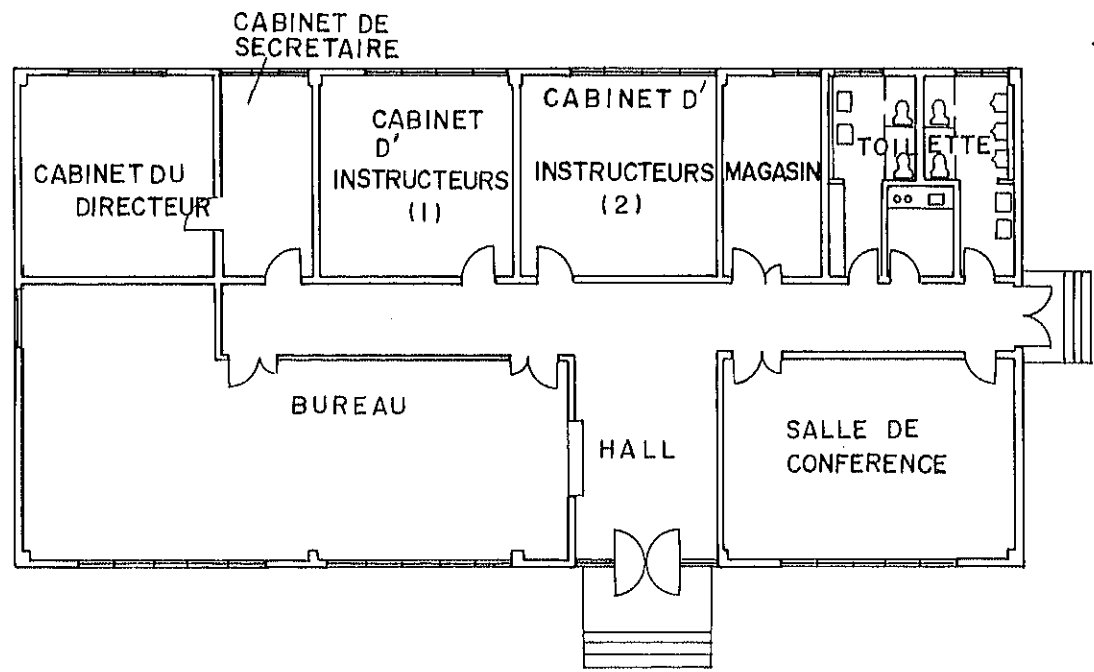 CABINET DE
SECRETAIRE
CABINET DU
DIRECTEUR
CABINET
D'
INSTRUCTEURS
(1)
CABINET D'
INSTRUCTEURS
(2)
MAGASIN
TOILETTE
BUREAU
HALL
SALLE DE
CONFERENCE